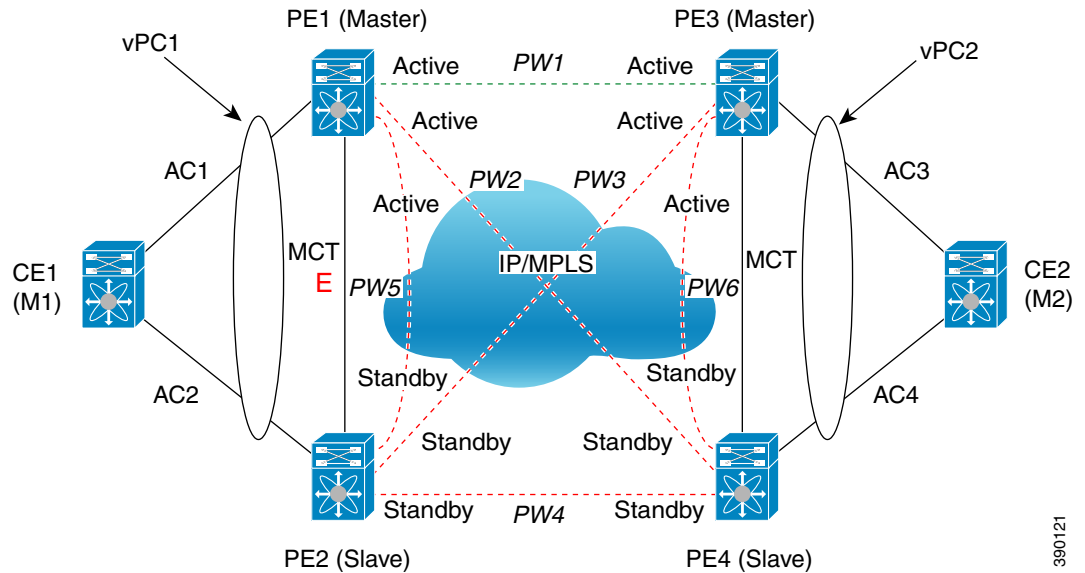 PE1 (Master)
PE3 (Master)
vPC1
vPC2
Active
PW1
Active
Active
Active
AC1
AC3
PW2
PW3
Active
Active
MCT
IP/MPLS
MCT
CE1
(M1)
E
PW5
PW6
CE2
(M2)
Standby
Standby
AC2
AC4
Standby
Standby
Standby
PW4
Standby
PE2 (Slave)
PE4 (Slave)
390121